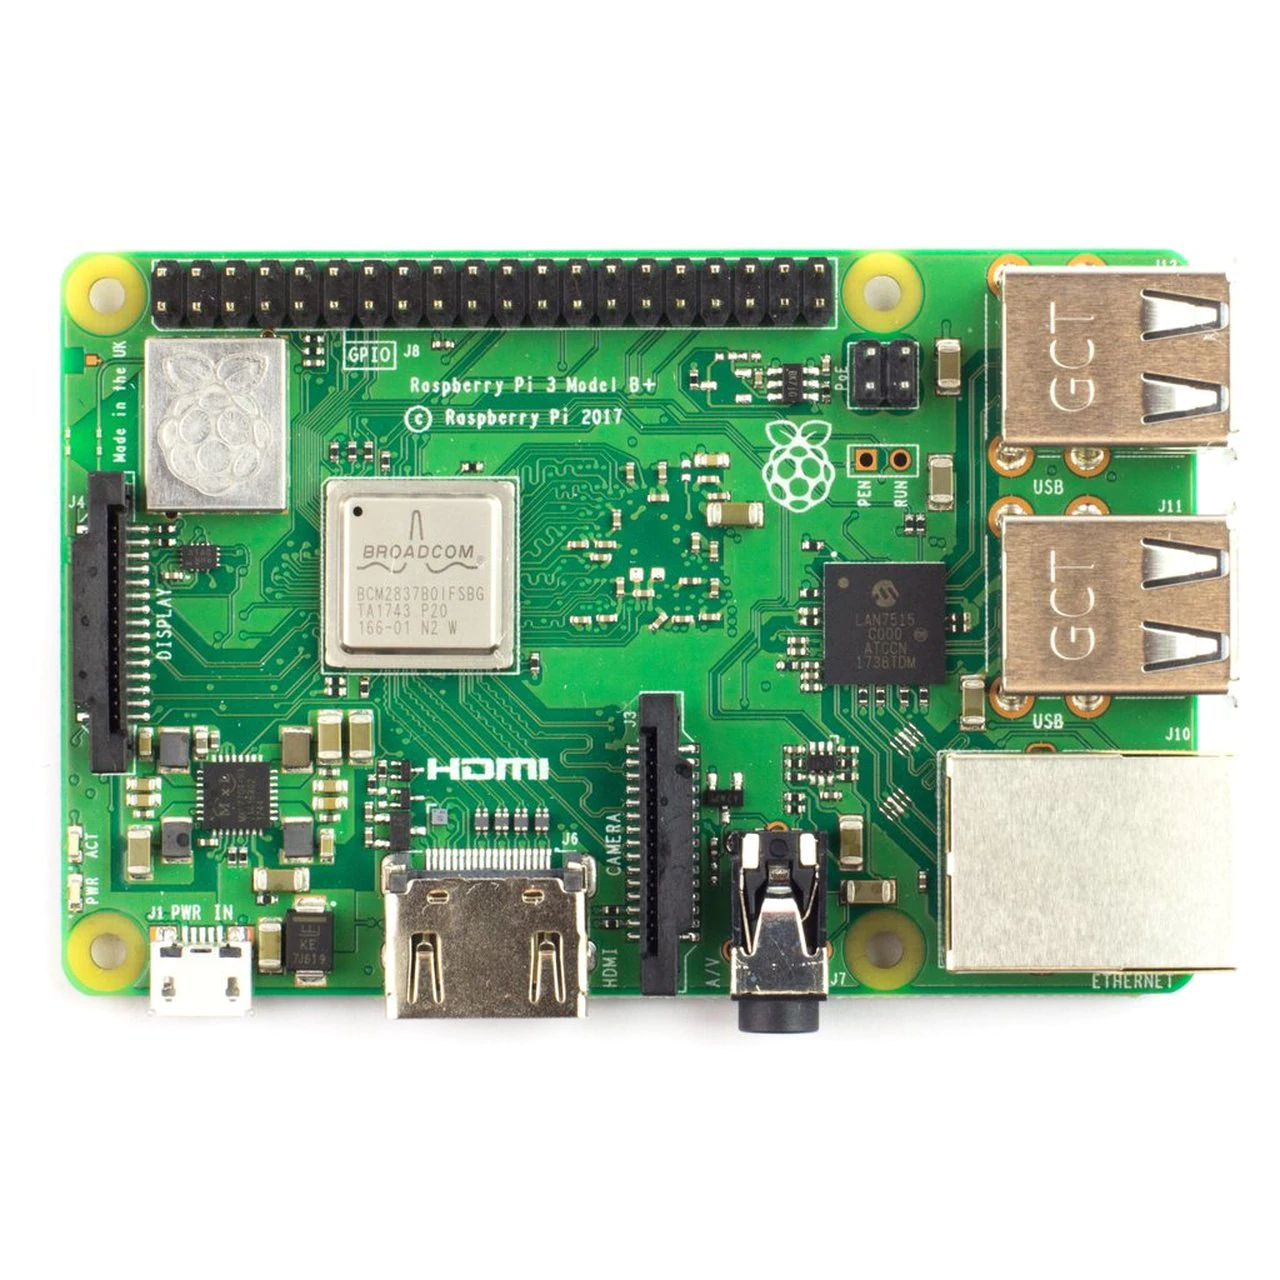 GPIO J8
Raspberry Pi 3 Model B+
© Raspberry Pi 2017
Made in the UK
PoE
GCT
USB
PEN
RUN
J4
J11
DISPLAY
BROADCOM
BCM2837B0IFSBG
TA1743 P20
166-01 N2 W
LAN7515
C000
ATCCN
1738TDM
GCT
USB
J10
J3
HDMI
CAMERA
ACT
PWR
J6
J1 PWR IN
KE
7J619
HDMI
A/V
J7
ETHERNET